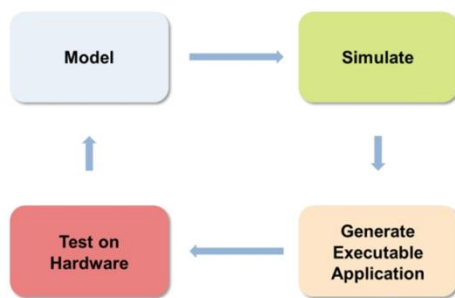 Model
Simulate
Test on
Hardware
Generate
Executable
Application